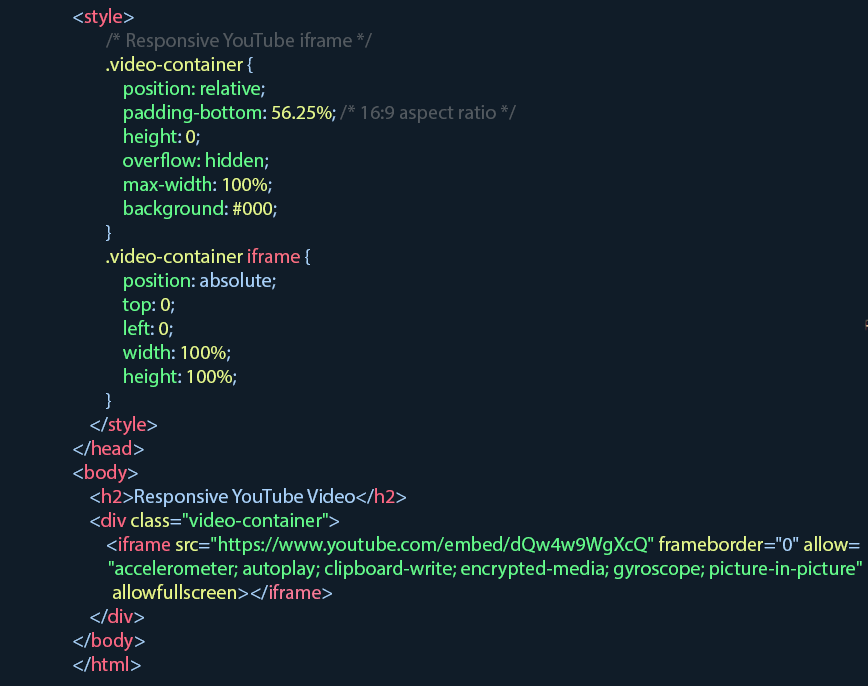 <style>
/* Responsive YouTube iframe */
.video-container {
position: relative;
padding-bottom: 56.25%; /* 16:9 aspect ratio */
height: 0;
overflow: hidden;
max-width: 100%;
background: #000;
}
.video-container iframe {
position: absolute;
top: 0;
left: 0;
width: 100%;
height: 100%;
}
</style>
</head>
<body>
<h2>Responsive YouTube Video</h2>
<div class="video-container">
<iframe src="https://www.youtube.com/embed/dQw4w9WgXcQ" frameborder="0" allow=
"accelerometer; autoplay; clipboard-write; encrypted-media; gyroscope; picture-in-picture"
allowfullscreen></iframe>
</div>
</body>
</html>